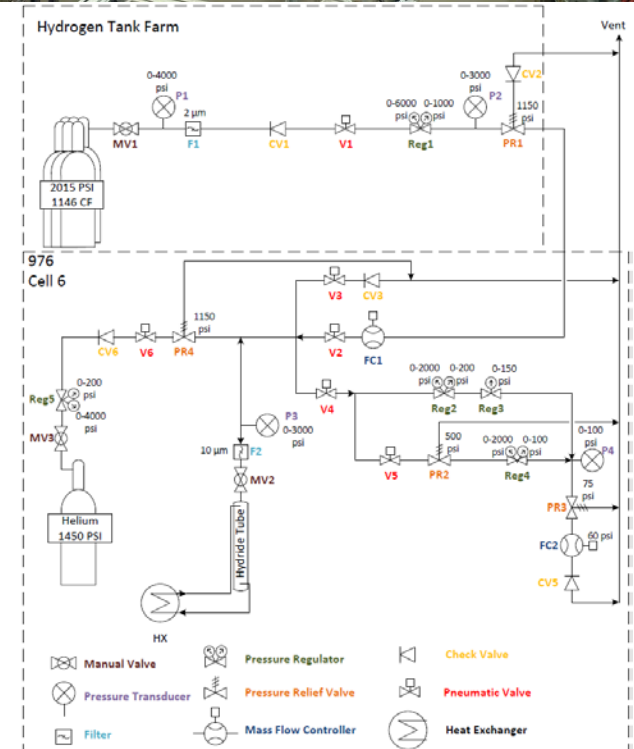 Hydrogen Tank Farm
Vent
0-4000
psi
P1
2 µm
MV1
F1
CV1
V1
0-6000 0-1000
psi psi
Reg1
0-3000
psi
P2
CV2
1150
psi
PR1
2015 PSI
1146 CF
976
Cell 6
1150
psi
CV6
V6
PR4
V3
CV3
V2
FC1
Reg5
0-200
psi
0-4000
psi
MV3
V4
0-2000 0-200
psi psi
0-150
psi
Reg2
Reg3
P3
0-3000
psi
10 µm
F2
MV2
500
psi
0-2000 0-100
psi psi
0-100
psi
P4
V5
PR2
Reg4
75
psi
PR3
Helium
1450 PSI
Hydride Tube
FC2
60 psi
CV5
HX
Manual Valve
Pressure Regulator
Check Valve
Pressure Transducer
Pressure Relief Valve
Pneumatic Valve
Filter
Mass Flow Controller
Heat Exchanger